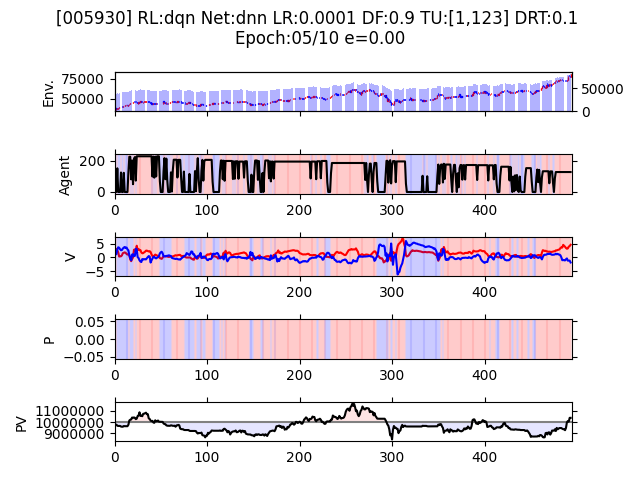 [005930] RL:dqn Net:dnn LR:0.0001 DF:0.9 TU:[1,123] DRT:0.1
Epoch:05/10 e=0.00
Env.
75000
50000
50000
0
Agent
200
0
0 100 200 300 400
V
5
0
−5
0 100 200 300 400
P
0.05
0.00
−0.05
0 100 200 300 400
PV
11000000
10000000
9000000
0 100 200 300 400